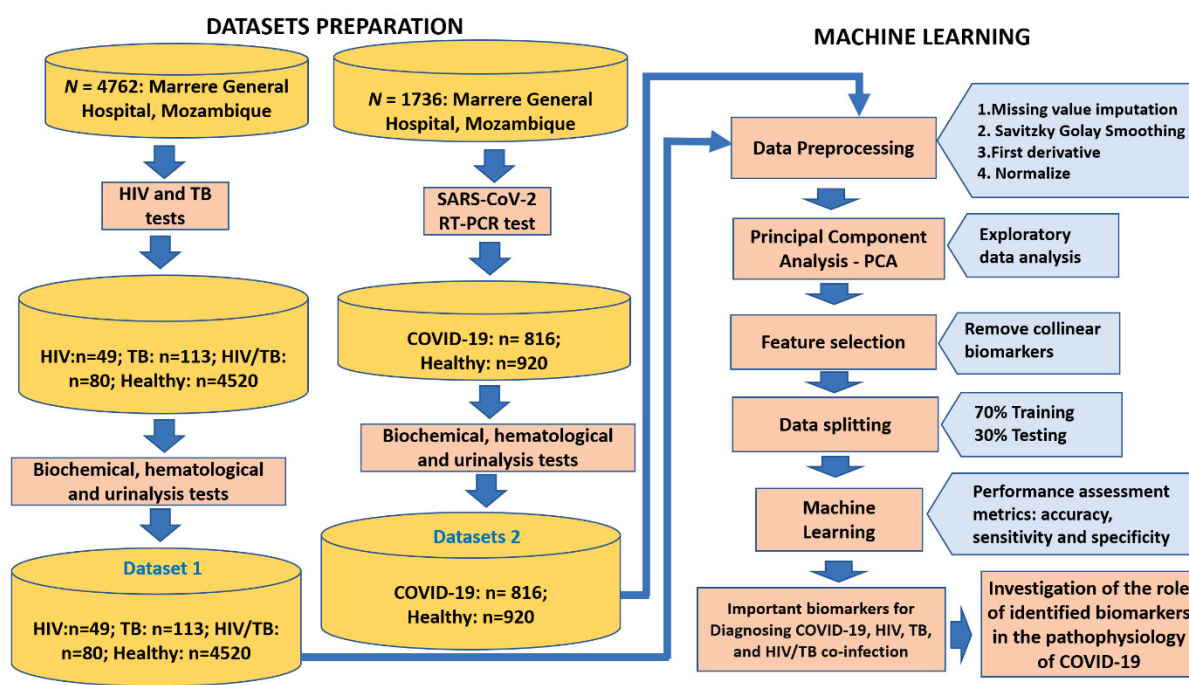 DATASETS PREPARATION
N = 4762: Marrere General
Hospital, Mozambique
HIV and TB
tests
HIV:n=49; TB: n=113; HIV/TB:
n=80; Healthy: n=4520
Biochemical, hematological
and urinalysis tests
Dataset 1
HIV:n=49; TB: n=113; HIV/TB:
n=80; Healthy: n=4520
N = 1736: Marrere General
Hospital, Mozambique
SARS-CoV-2
RT-PCR test
COVID-19: n= 816;
Healthy: n=920
Biochemical, hematological
and urinalysis tests
Datasets 2
COVID-19: n= 816;
Healthy: n=920
MACHINE LEARNING
Data Preprocessing
1.Missing value imputation
2. Savitzky Golay Smoothing
3.First derivative
4. Normalize
Principal Component
Analysis - PCA
Exploratory
data analysis
Feature selection
Remove collinear
biomarkers
Data splitting
70% Training
30% Testing
Machine
Learning
Performance assessment
metrics: accuracy,
sensitivity and specificity
Important biomarkers for
Diagnosing COVID-19, HIV, TB,
and HIV/TB co-infection
Investigation of the role
of identified biomarkers
in the pathophysiology
of COVID-19